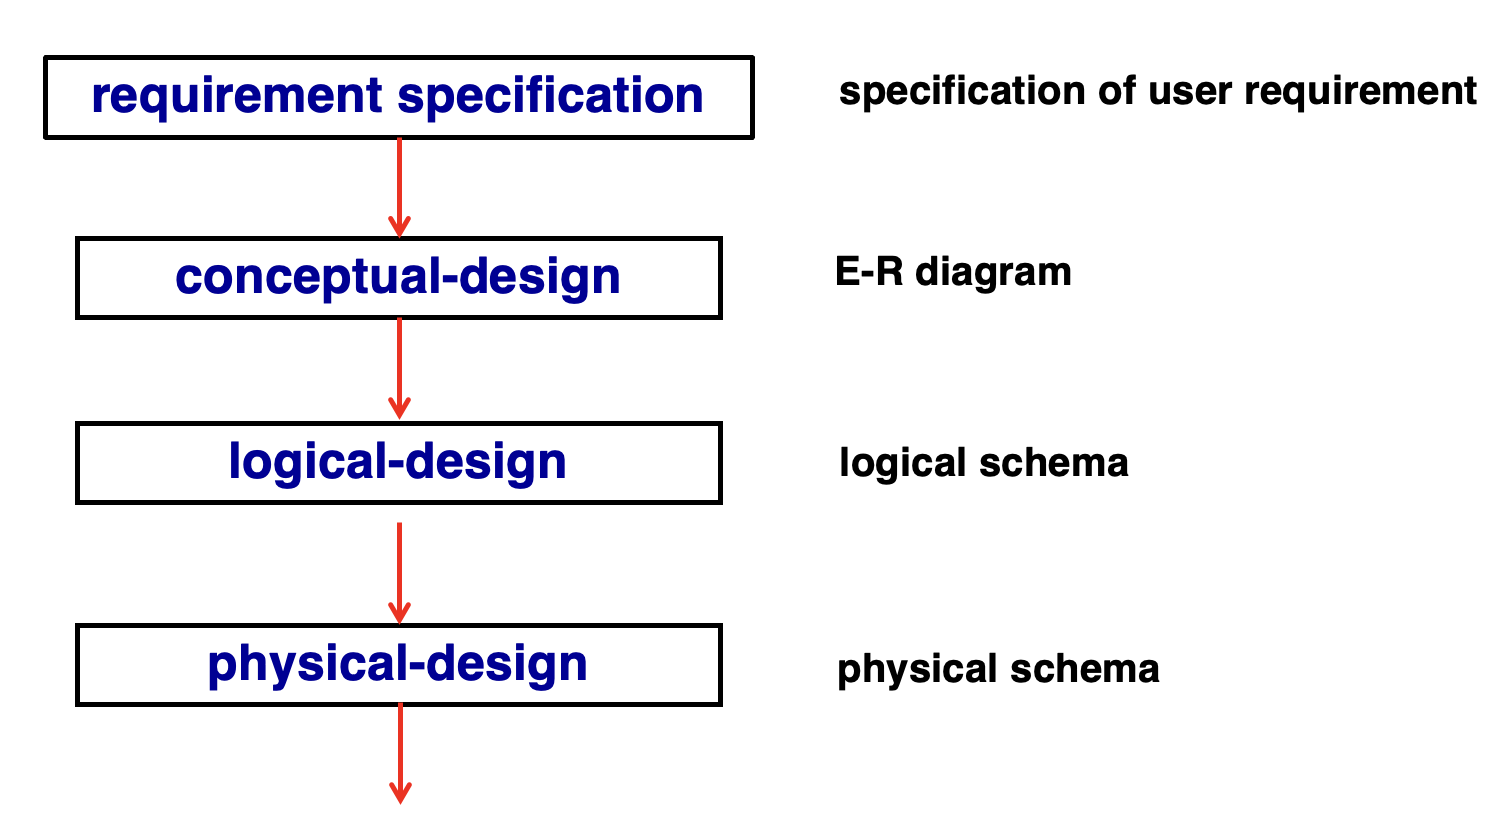 requirement specification
specification of user requirement
conceptual-design
E-R diagram
logical-design
logical schema
physical-design
physical schema